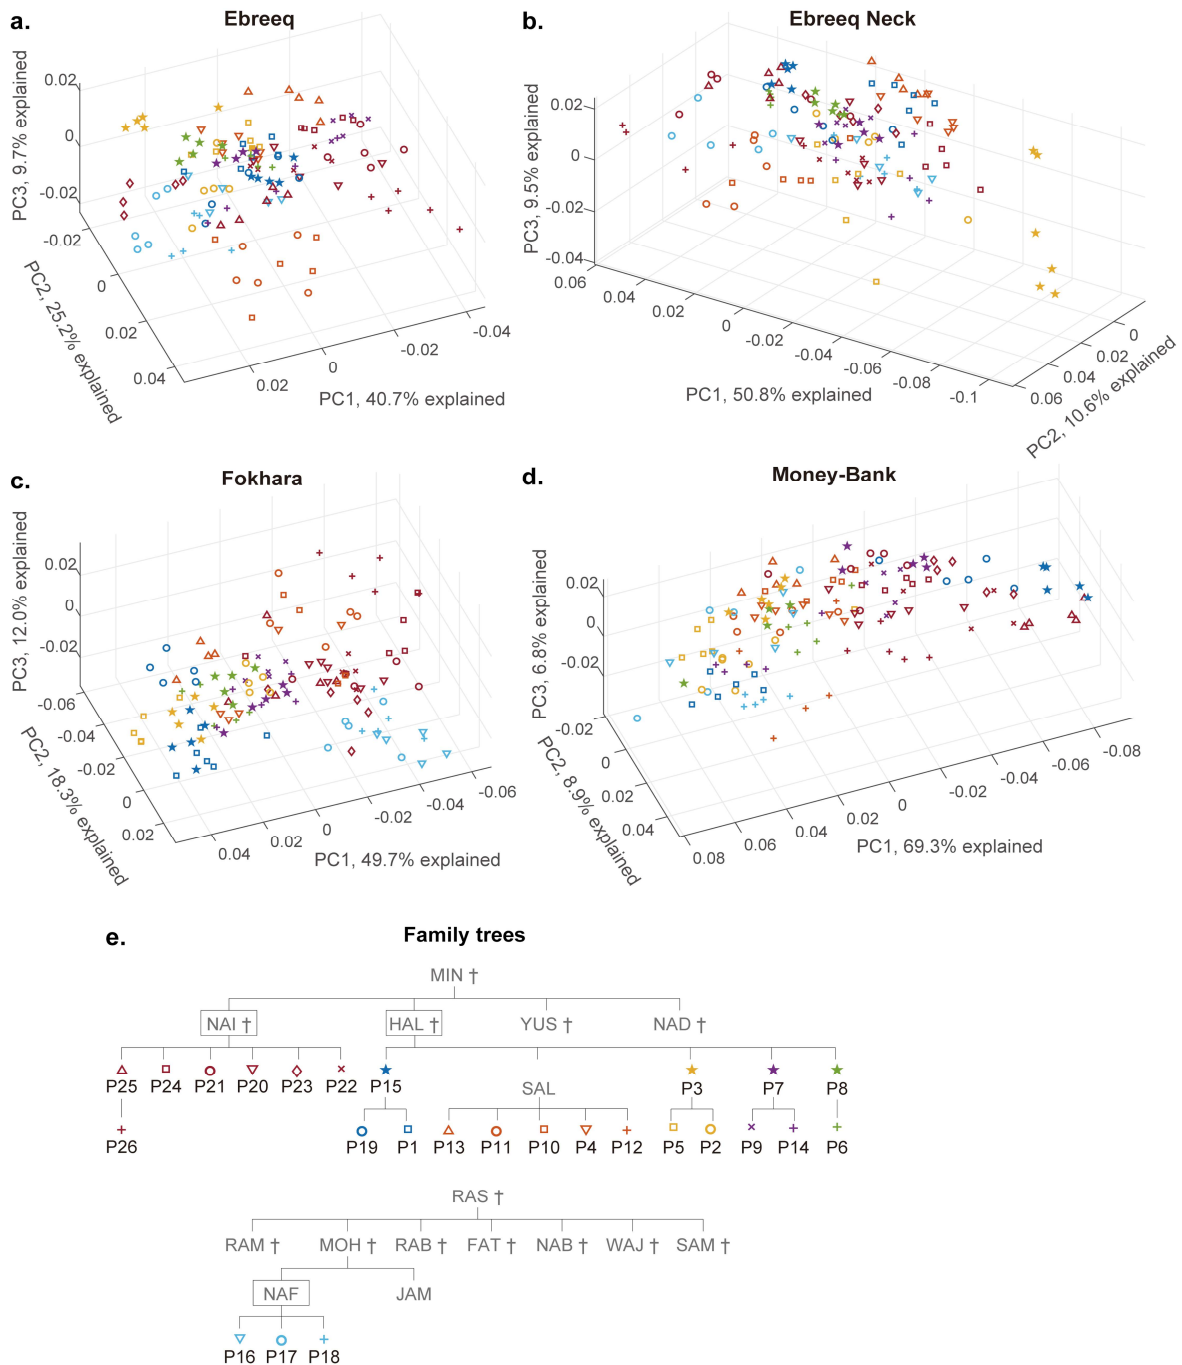 a.
Ebreeq
PC3, 9.7% explained
0.02
0
-0.02
-0.02
0
0.02
0.04
PC2, 25.2% explained
0.02
0
-0.02
-0.04
PC1, 40.7% explained
b.
Ebreeq Neck
PC3, 9.5% explained
0.02
0
-0.02
-0.04
0.06
0.04
0.02
0
-0.02
-0.04
-0.06
-0.08
-0.1
PC1, 50.8% explained
0
0.02
0.04
0.06
PC2, 10.6% explained
c.
Fokhara
PC3, 12.0% explained
0.02
0
-0.02
-0.06
-0.04
-0.02
0
0.02
PC2, 18.3% explained
0.04
0.02
0
-0.02
-0.04
-0.06
PC1, 49.7% explained
d.
Money-Bank
PC3, 6.8% explained
0.02
0
-0.02
-0.02
0
0.02
0.04
PC2, 8.9% explained
0.08
0.06
0.04
0.02
0
-0.02
-0.04
-0.06
-0.08
PC1, 69.3% explained
e.
Family trees
MIN †
NAI † HAL † YUS † NAD †
P25 P24 P21 P20 P23 P22 P15 SAL P3 P7 P8
P26 P19 P1 P13 P11 P10 P4 P12 P5 P2 P9 P14 P6
RAS †
RAM † MOH † RAB † FAT † NAB † WAJ † SAM †
NAF JAM
P16 P17 P18